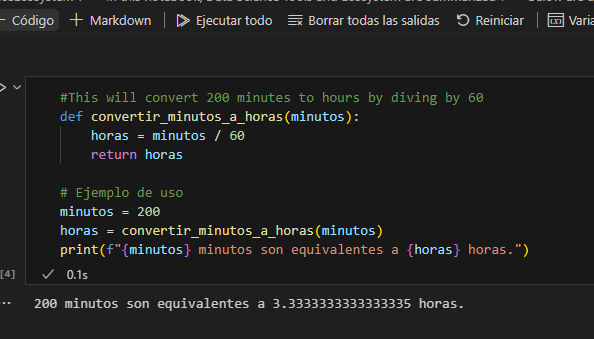 Código + Markdown Ejecutar todo Borrar todas las salidas Reiniciar Varia
#This will convert 200 minutes to hours by diving by 60
def convertir_minutos_a_horas(minutos):
    horas = minutos / 60
    return horas
# Ejemplo de uso
minutos = 200
horas = convertir_minutos_a_horas(minutos)
print(f"{minutos} minutos son equivalentes a {horas} horas.")
[4] ✓ 0.1s
... 200 minutos son equivalentes a 3.3333333333333335 horas.